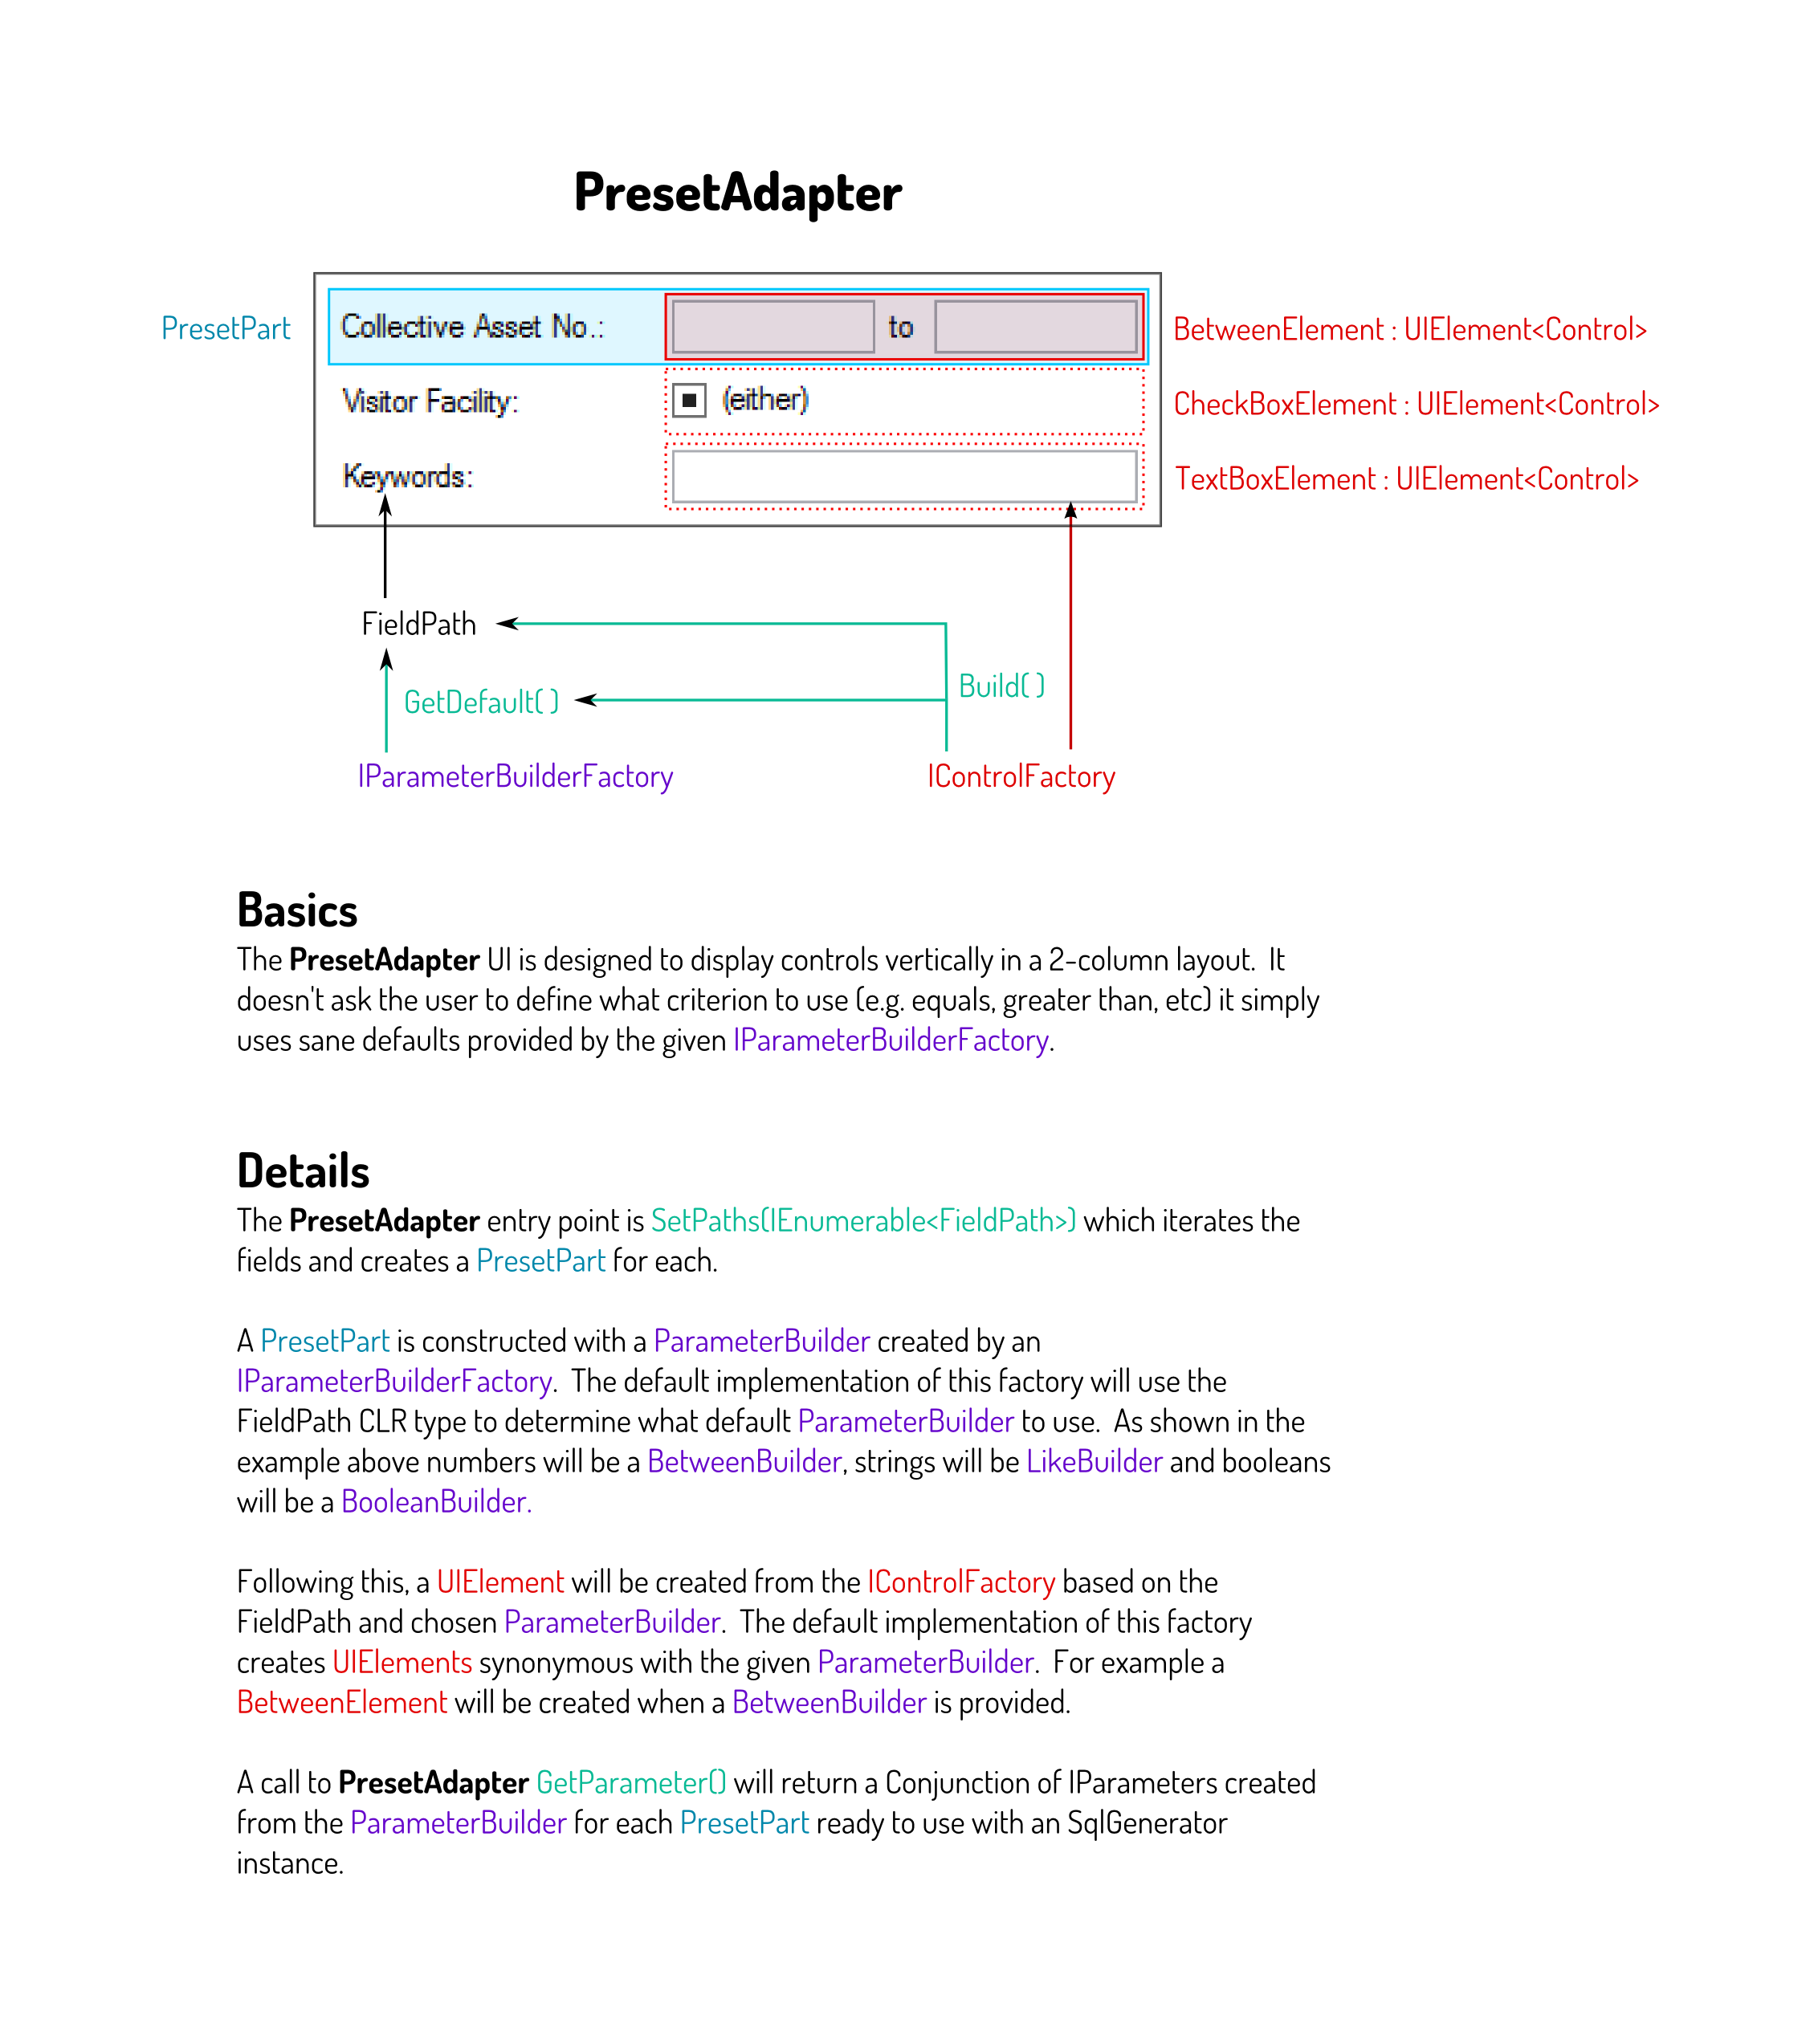 PresetAdapter
PresetPart
Collective Asset No.:
to
BetweenElement : UIElement<Control>
Visitor Facility:
(either)
CheckBoxElement : UIElement<Control>
Keywords:
TextBoxElement : UIElement<Control>
FieldPath
Build( )
GetDefault( )
IParameterBuilderFactory
IControlFactory
Basics
The PresetAdapter UI is designed to display controls vertically in a 2-column layout.  It
doesn't ask the user to define what criterion to use (e.g. equals, greater than, etc) it simply
uses sane defaults provided by the given IParameterBuilderFactory.
Details
The PresetAdapter entry point is SetPaths(IEnumerable<FieldPath>) which iterates the
fields and creates a PresetPart for each.
A PresetPart is constructed with a ParameterBuilder created by an
IParameterBuilderFactory.  The default implementation of this factory will use the
FieldPath CLR type to determine what default ParameterBuilder to use.  As shown in the
example above numbers will be a BetweenBuilder, strings will be LikeBuilder and booleans
will be a BooleanBuilder.
Following this, a UIElement will be created from the IControlFactory based on the
FieldPath and chosen ParameterBuilder.  The default implementation of this factory
creates UIElements synonymous with the given ParameterBuilder.  For example a
BetweenElement will be created when a BetweenBuilder is provided.
A call to PresetAdapter GetParameter() will return a Conjunction of IParameters created
from the ParameterBuilder for each PresetPart ready to use with an SqlGenerator
instance.